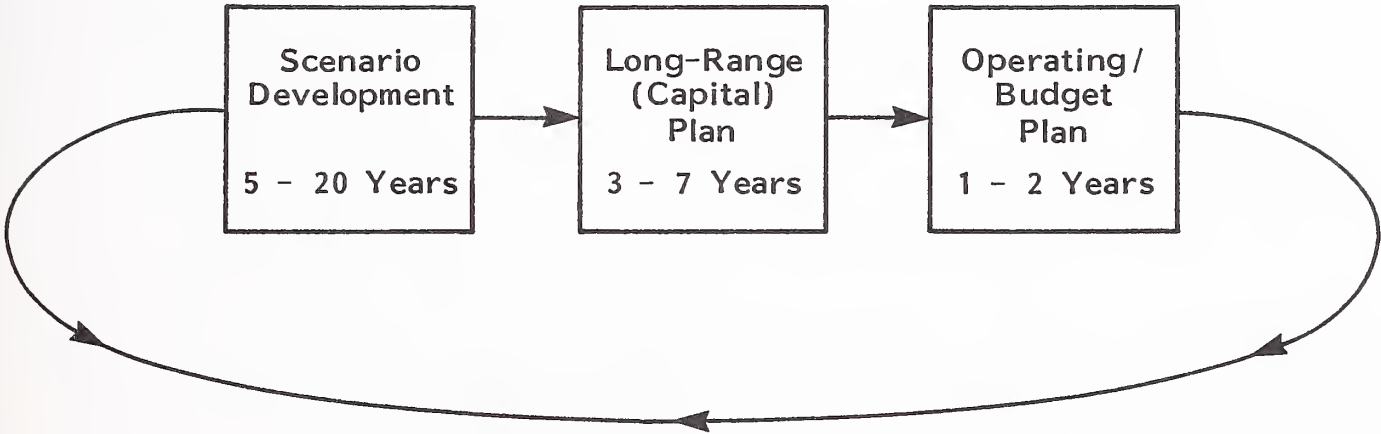 Scenario
Development
5 - 20 Years
Long-Range
(Capital)
Plan
3 - 7 Years
Operating/
Budget
Plan
1 - 2 Years